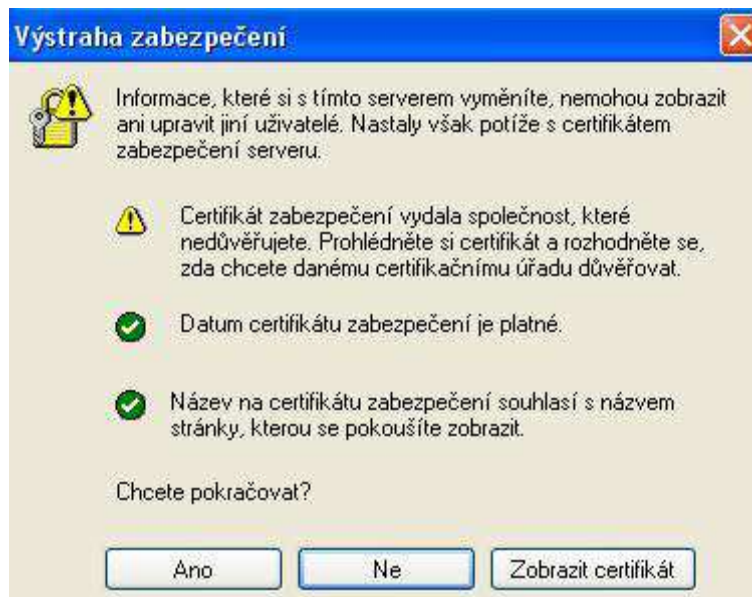 Výstraha zabezpečení
Informace, které si s tímto serverem vyměníte, nemohou zobrazit
ani upravit jiní uživatelé. Nastaly však potíže s certifikátem
zabezpečení serveru.
Certifikát zabezpečení vydala společnost, které
nedůvěřujete. Prohlédněte si certifikát a rozhodněte se,
zda chcete danému certifikačnímu úřadu důvěřovat.
Datum certifikátu zabezpečení je platné.
Název na certifikátu zabezpečení souhlasí s názvem
stránky, kterou se pokoušíte zobrazit.
Chcete pokračovat?
Ano Ne Zobrazit certifikát